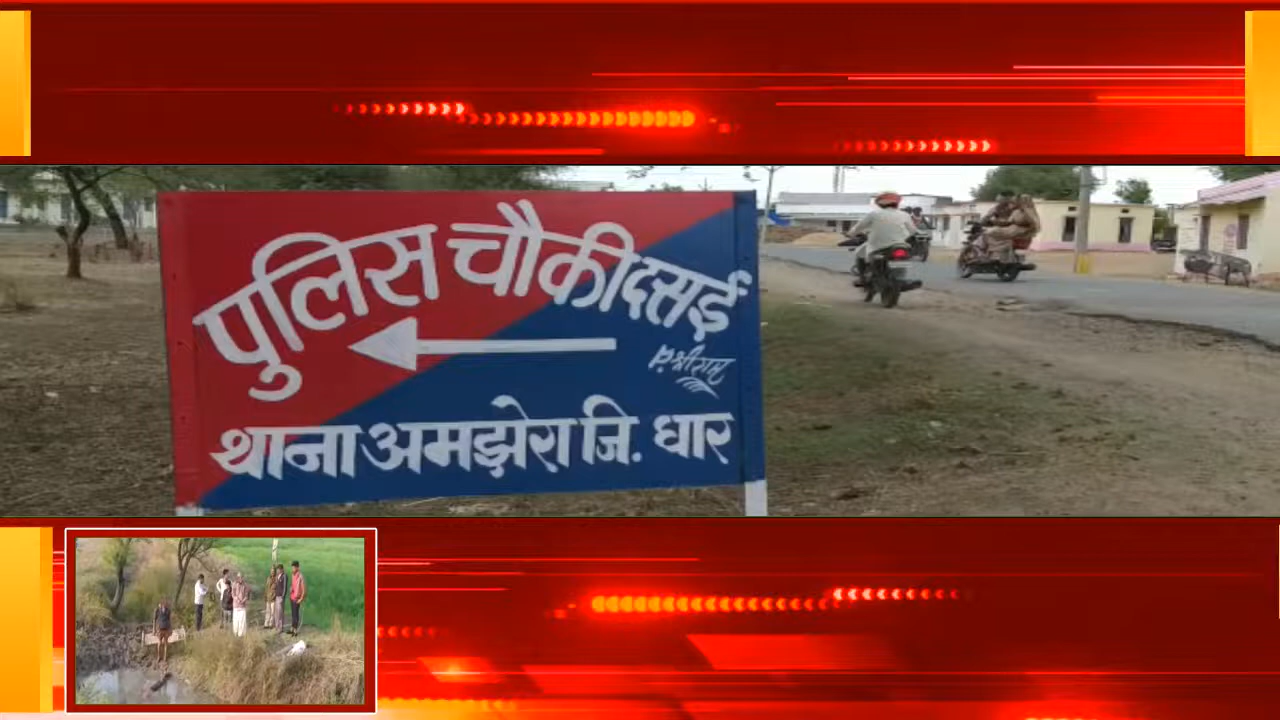 पुलिस चौकी दसई
श्रीराम
थाना अमझेरा जि. धार